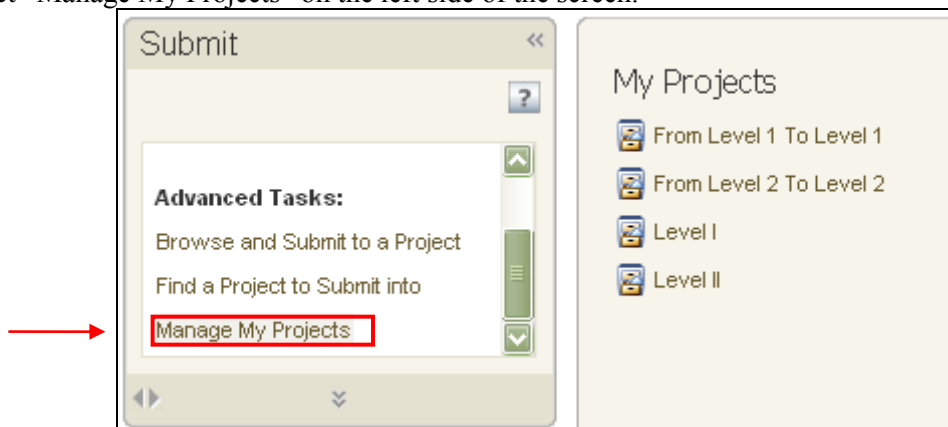 "Manage My Projects" on the left side of the screen.
Submit
?
Advanced Tasks:
Browse and Submit to a Project
Find a Project to Submit into
Manage My Projects
My Projects
From Level 1 To Level 1
From Level 2 To Level 2
Level I
Level II